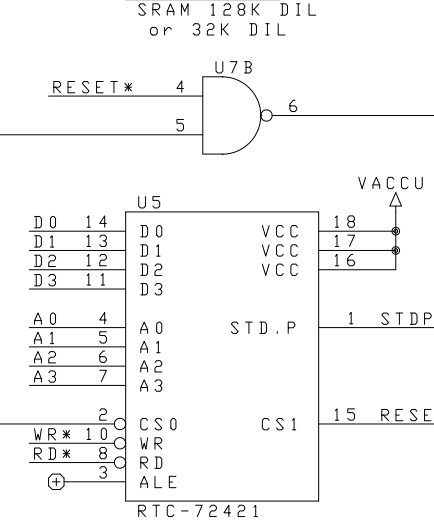 SRAM 128K DIL
or 32K DIL
U7B
RESET* 4
6
5
VACCU
U5
D0 14 D0 VCC 18
D1 13 D1 VCC 17
D2 12 D2 VCC 16
D3 11 D3
A0 4 A0 STD.P 1 STDP
A1 5 A1
A2 6 A2
A3 7 A3
2 CS0 CS1 15 RESE
WR* 10 WR
RD* 8 RD
3 ALE
RTC-72421